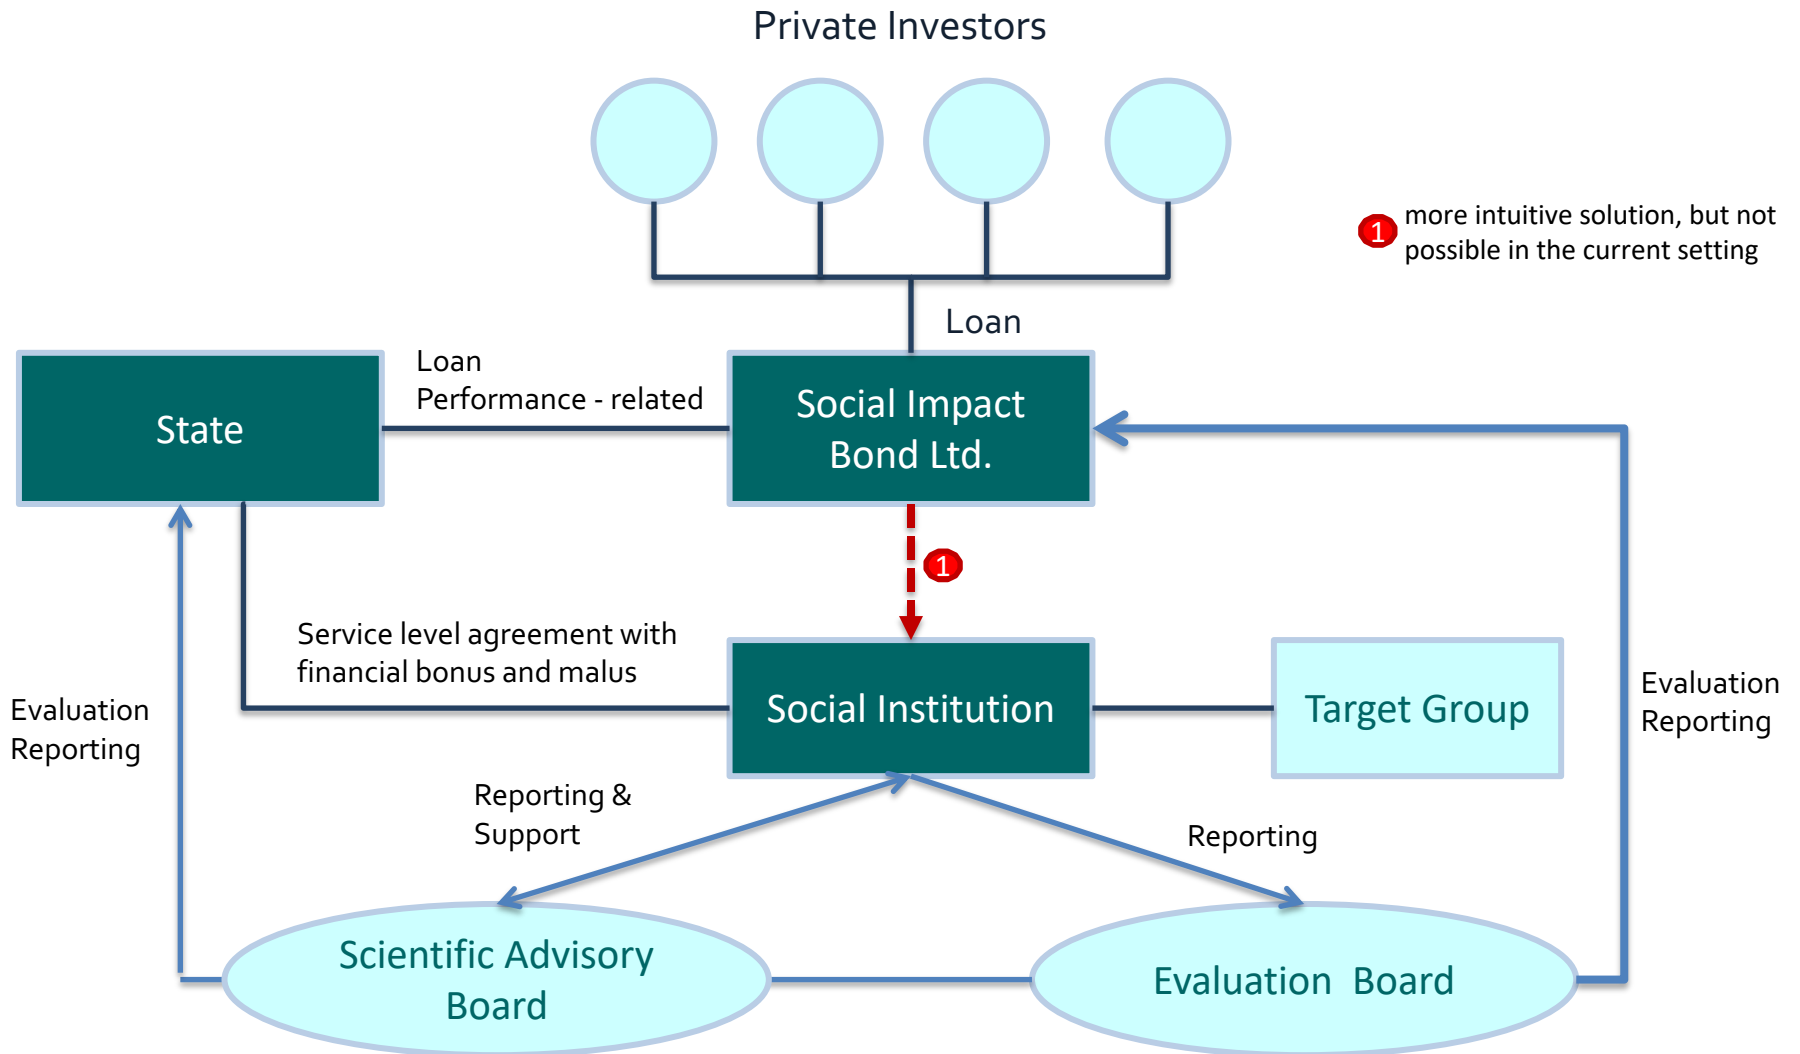 Private Investors
1 more intuitive solution, but not
possible in the current setting
Loan
Loan
Performance - related
State
Social Impact
Bond Ltd.
1
Service level agreement with
financial bonus and malus
Social Institution
Target Group
Evaluation
Reporting
Evaluation
Reporting
Reporting &
Support
Reporting
Scientific Advisory
Board
Evaluation  Board